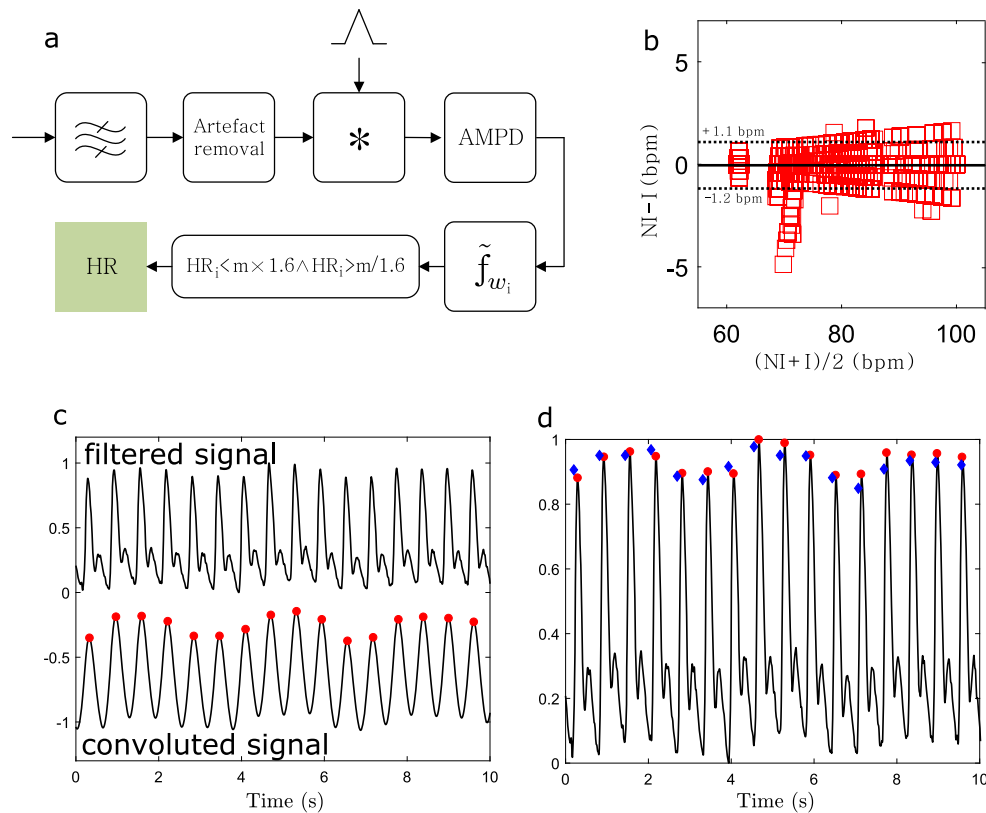 a
Artefact
removal
*
AMPD
HR
HR_i<m×1.6∧HR_i>m/1.6
f̃_{w_i}
b
NI−I (bpm)
5
0
-5
+1.1 bpm
−1.2 bpm
60
80
100
(NI+I)/2 (bpm)
c
filtered signal
1
0.5
0
-0.5
-1
convoluted signal
0
2
4
6
8
10
Time (s)
d
1
0.8
0.6
0.4
0.2
0
0
2
4
6
8
10
Time (s)